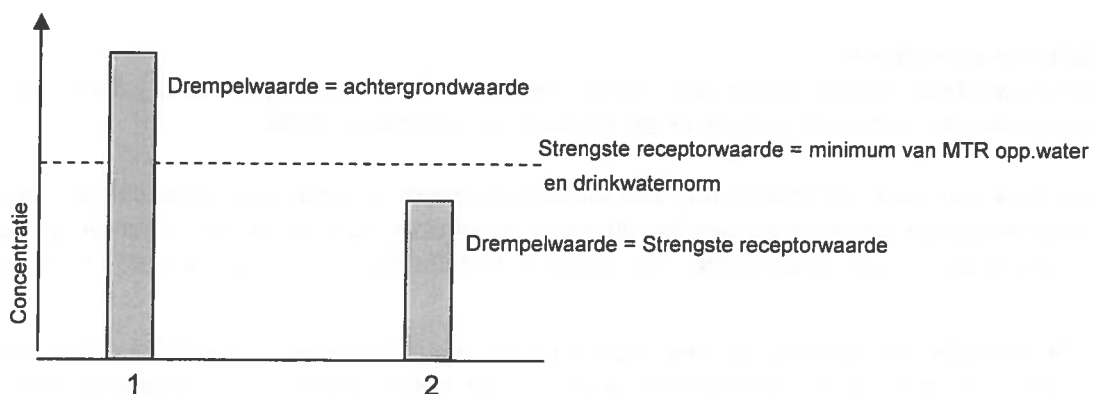 Drempelwaarde = achtergrondwaarde
Strengste receptorwaarde = minimum van MTR opp.water
en drinkwaternorm
Drempelwaarde = Strengste receptorwaarde
Concentratie
1
2